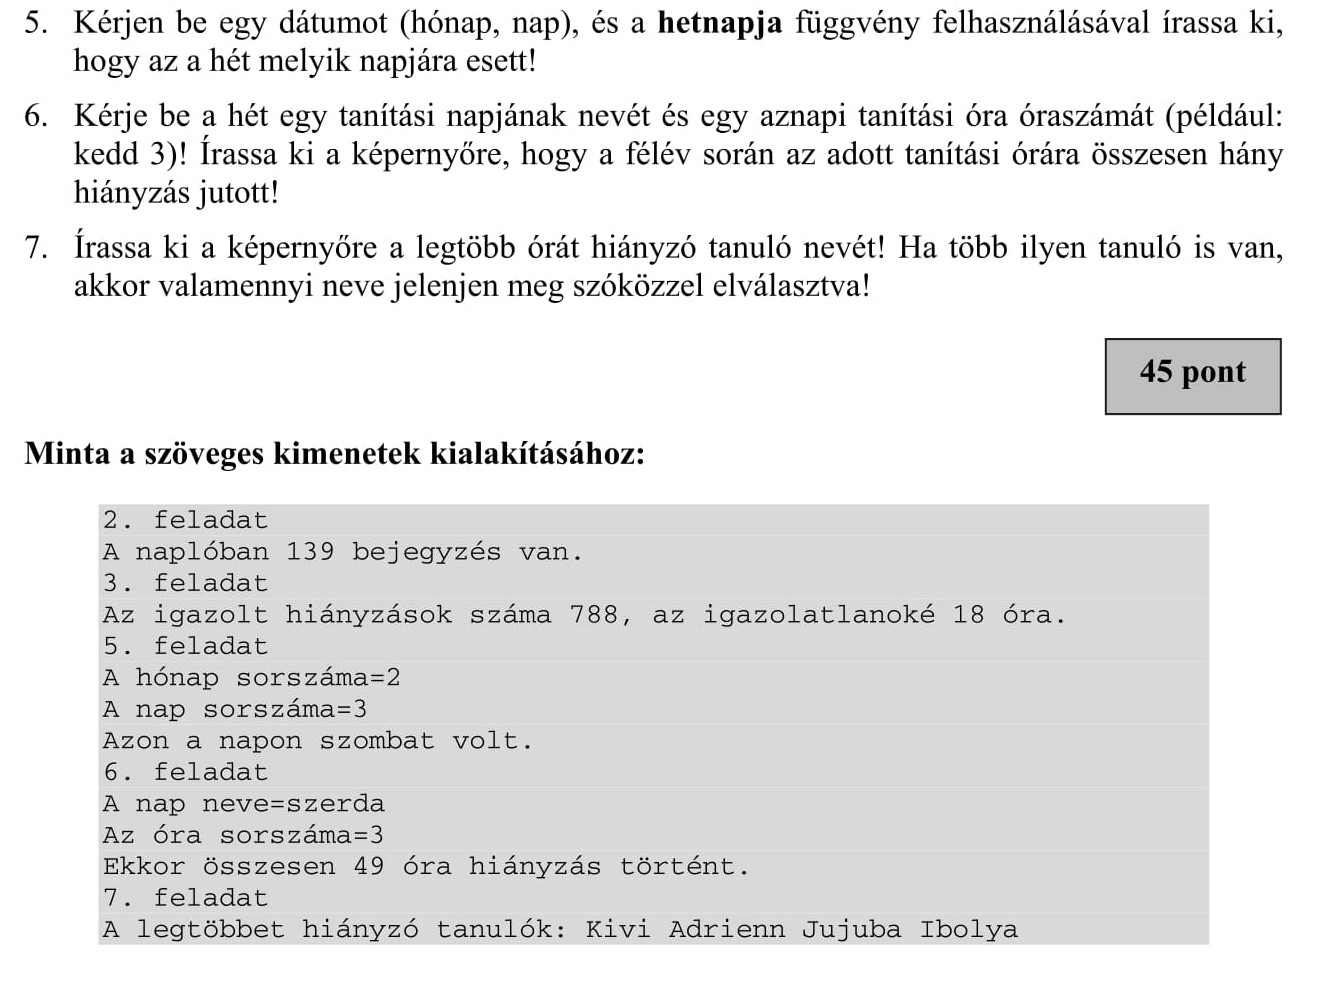 5. Kérjen be egy dátumot (hónap, nap), és a hetnapja függvény felhasználásával írassa ki,
hogy az a hét melyik napjára esett!
6. Kérje be a hét egy tanítási napjának nevét és egy aznapi tanítási óra óraszámát (például:
kedd 3)! Írassa ki a képernyőre, hogy a félév során az adott tanítási órára összesen hány
hiányzás jutott!
7. Írassa ki a képernyőre a legtöbb órát hiányzó tanuló nevét! Ha több ilyen tanuló is van,
akkor valamennyi neve jelenjen meg szóközzel elválasztva!
45 pont
Minta a szöveges kimenetek kialakításához:
2. feladat
A naplóban 139 bejegyzés van.
3. feladat
Az igazolt hiányzások száma 788, az igazolatlanoké 18 óra.
5. feladat
A hónap sorszáma=2
A nap sorszáma=3
Azon a napon szombat volt.
6. feladat
A nap neve=szerda
Az óra sorszáma=3
Ekkor összesen 49 óra hiányzás történt.
7. feladat
A legtöbbet hiányzó tanulók: Kivi Adrienn Jujuba Ibolya